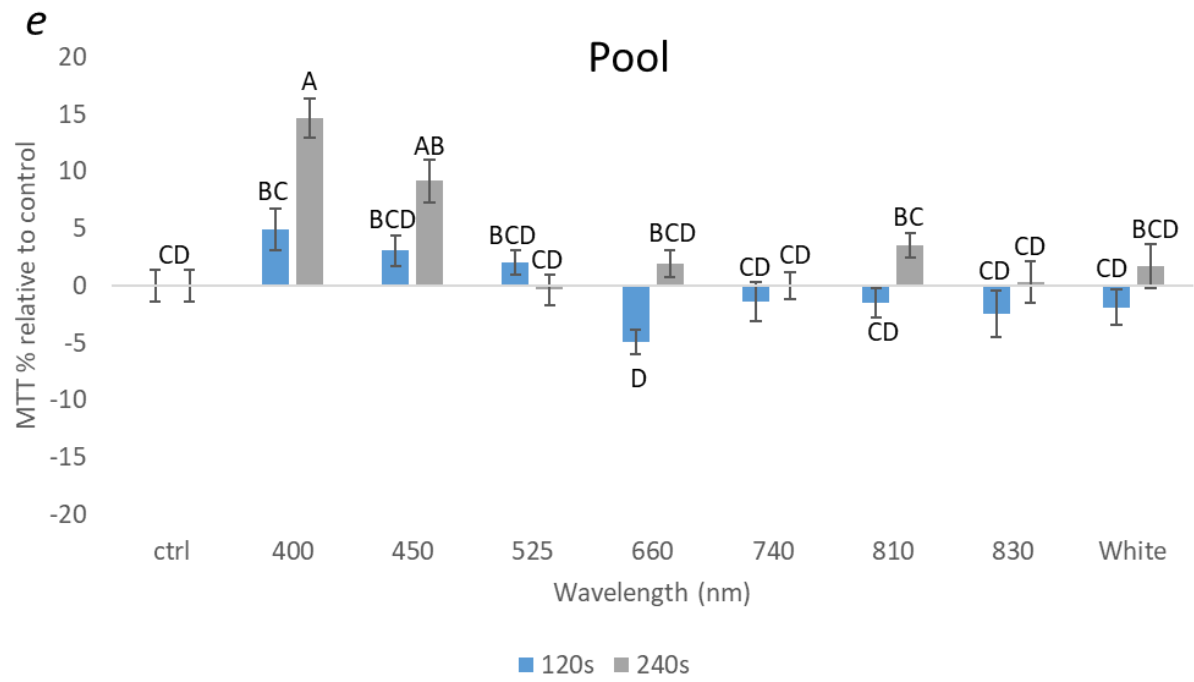 e
Pool
20
15
10
5
0
-5
-10
-15
-20
MTT % relative to control
CD
BC
A
BCD
AB
BCD
CD
D
BCD
CD
CD
CD
BC
CD
CD
CD
BCD
ctrl 400 450 525 660 740 810 830 White
Wavelength (nm)
120s 240s